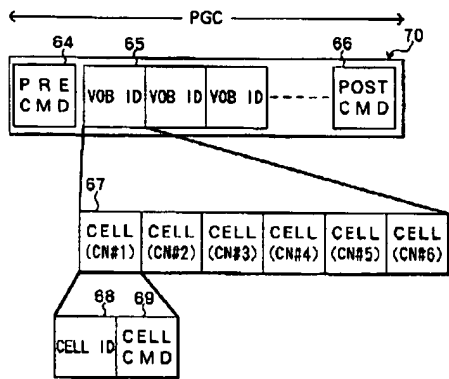 PGC
64
65
66
70
PRE
CMD
VOB ID
VOB ID
VOB ID
POST
CMD
67
CELL
(CN#1)
CELL
(CN#2)
CELL
(CN#3)
CELL
(CN#4)
CELL
(CN#5)
CELL
(CN#6)
68
69
CELL ID
CELL
CMD